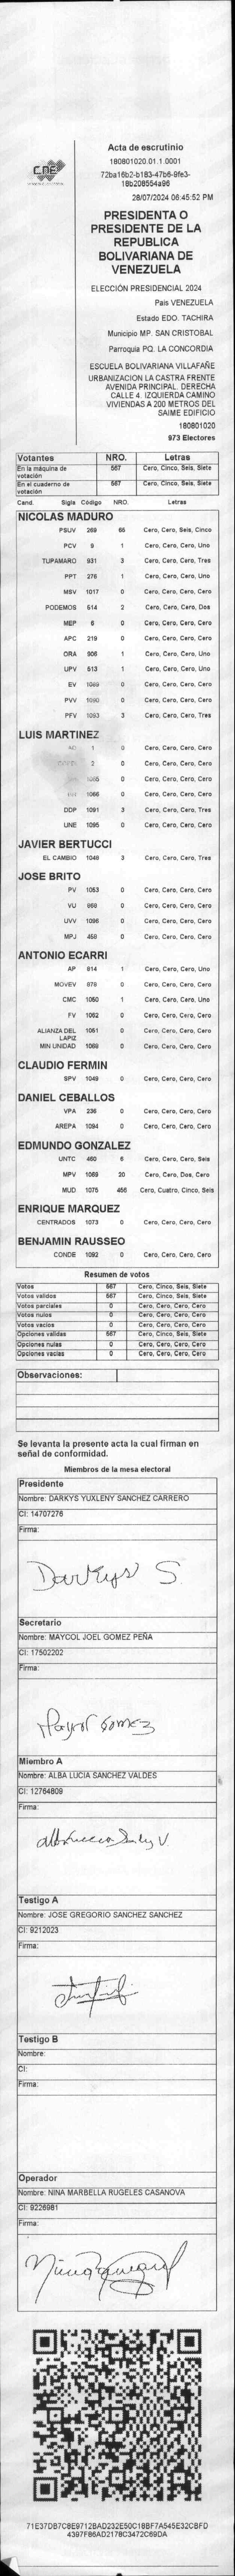 CNE
Acta de escrutinio
180801020.01.1.0001
72ba16b2-b183-47b6-9fe3-
16b208554a96
28/07/2024 06:45:52 PM
PRESIDENTA O
PRESIDENTE DE LA
REPUBLICA
BOLIVARIANA DE
VENEZUELA
ELECCIÓN PRESIDENCIAL 2024
Pais VENEZUELA
Estado EDO. TACHIRA
Municipio MP. SAN CRISTOBAL
Parroquia PQ. LA CONCORDIA
ESCUELA BOLIVARIANA VILLAFAÑE
URBANIZACION LA CASTRA FRENTE
AVENIDA PRINCIPAL. DERECHA
CALLE 4. IZQUIERDA CAMINO
VIVIENDAS A 200 METROS DEL
SAIME EDIFICIO
180801020
973 Electores
Votantes NRO. Letras
En la máquina de votación 567 Cero, Cinco, Seis, Siete
En el cuaderno de votación 567 Cero, Cinco, Seis, Siete
Cand. Sigla Código NRO. Letras
NICOLAS MADURO
PSUV 269 65 Cero, Cero, Seis, Cinco
PCV 9 1 Cero, Cero, Cero, Uno
TUPAMARO 931 3 Cero, Cero, Cero, Tres
PPT 276 1 Cero, Cero, Cero, Uno
MSV 1017 0 Cero, Cero, Cero, Cero
PODEMOS 514 2 Cero, Cero, Cero, Dos
MEP 6 0 Cero, Cero, Cero, Cero
APC 219 0 Cero, Cero, Cero, Cero
ORA 906 1 Cero, Cero, Cero, Uno
UPV 513 1 Cero, Cero, Cero, Uno
EV 1089 0 Cero, Cero, Cero, Cero
PVV 1090 0 Cero, Cero, Cero, Cero
PFV 1093 3 Cero, Cero, Cero, Tres
LUIS MARTINEZ
AD 1 0 Cero, Cero, Cero, Cero
2 0 Cero, Cero, Cero, Cero
0 Cero, Cero, Cero, Cero
1066 0 Cero, Cero, Cero, Cero
DDP 1091 3 Cero, Cero, Cero, Tres
UNE 1095 0 Cero, Cero, Cero, Cero
JAVIER BERTUCCI
EL CAMBIO 1048 3 Cero, Cero, Cero, Tres
JOSE BRITO
PV 1053 0 Cero, Cero, Cero, Cero
VU 868 0 Cero, Cero, Cero, Cero
UVV 1096 0 Cero, Cero, Cero, Cero
MPJ 458 0 Cero, Cero, Cero, Cero
ANTONIO ECARRI
AP 814 1 Cero, Cero, Cero, Uno
MOVEV 878 0 Cero, Cero, Cero, Cero
CMC 1050 1 Cero, Cero, Cero, Uno
FV 1062 0 Cero, Cero, Cero, Cero
ALIANZA DEL LAPIZ 1051 0 Cero, Cero, Cero, Cero
MIN UNIDAD 1088 0 Cero, Cero, Cero, Cero
CLAUDIO FERMIN
SPV 1049 0 Cero, Cero, Cero, Cero
DANIEL CEBALLOS
VPA 236 0 Cero, Cero, Cero, Cero
AREPA 1094 0 Cero, Cero, Cero, Cero
EDMUNDO GONZALEZ
UNTC 460 6 Cero, Cero, Cero, Seis
MPV 1069 20 Cero, Cero, Dos, Cero
MUD 1075 456 Cero, Cuatro, Cinco, Seis
ENRIQUE MARQUEZ
CENTRADOS 1073 0 Cero, Cero, Cero, Cero
BENJAMIN RAUSSEO
CONDE 1092 0 Cero, Cero, Cero, Cero
Resumen de votos
Votos 567 Cero, Cinco, Seis, Siete
Votos validos 567 Cero, Cinco, Seis, Siete
Votos parciales 0 Cero, Cero, Cero, Cero
Votos nulos 0 Cero, Cero, Cero, Cero
Votos vacios 0 Cero, Cero, Cero, Cero
Opciones validas 567 Cero, Cinco, Seis, Siete
Opciones nulas 0 Cero, Cero, Cero, Cero
Opciones vacias 0 Cero, Cero, Cero, Cero
Observaciones:
Se levanta la presente acta la cual firman en
señal de conformidad.
Miembros de la mesa electoral
Presidente
Nombre: DARKYS YUXLENY SANCHEZ CARRERO
CI: 14707276
Firma:
Darkys S
Secretario
Nombre: MAYCOL JOEL GOMEZ PEÑA
CI: 17502202
Firma:
Maycol Gomez
Miembro A
Nombre: ALBA LUCIA SANCHEZ VALDES
CI: 12764809
Firma:
Testigo A
Nombre: JOSE GREGORIO SANCHEZ SANCHEZ
CI: 9212023
Firma:
Testigo B
Nombre:
CI:
Firma:
Operador
Nombre: NINA MARBELLA RUGELES CASANOVA
CI: 9226981
Firma:
71E37DB7C8E9712BAD232E50C18BF7A545E32CBFD
4397F86AD2178C3472C69DA